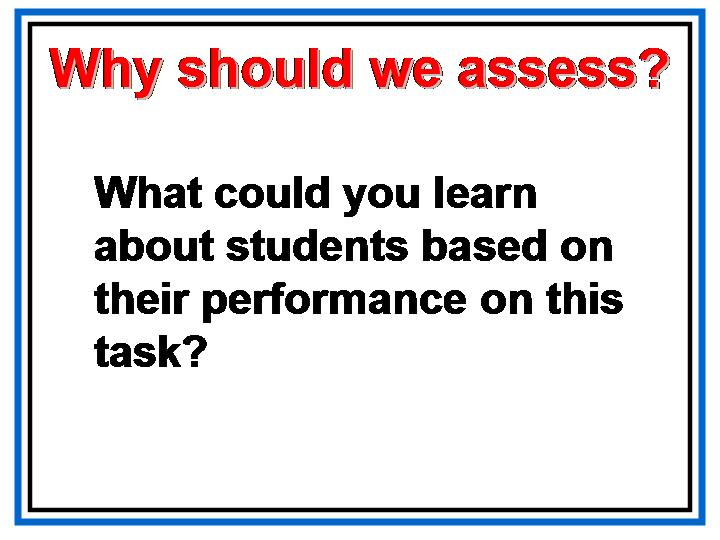 Why should we assess?
What could you learn
about students based on
their performance on this
task?